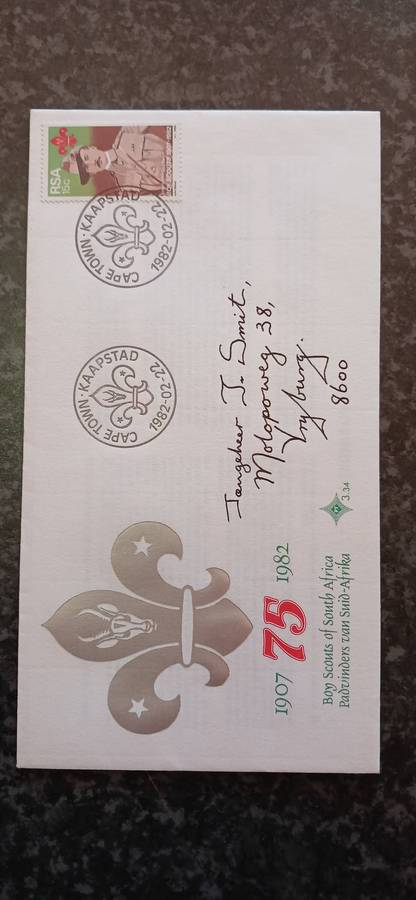 RSA
15c
CAPE TOWN · KAAPSTAD
1982-02-22
CAPE TOWN · KAAPSTAD
1982-02-22
Jongeheer J. Smit,
Molopoweg 38,
Vryburg.
8600
1907 75 1982
Boy Scouts of South Africa
Padvinders van Suid-Afrika
3.34